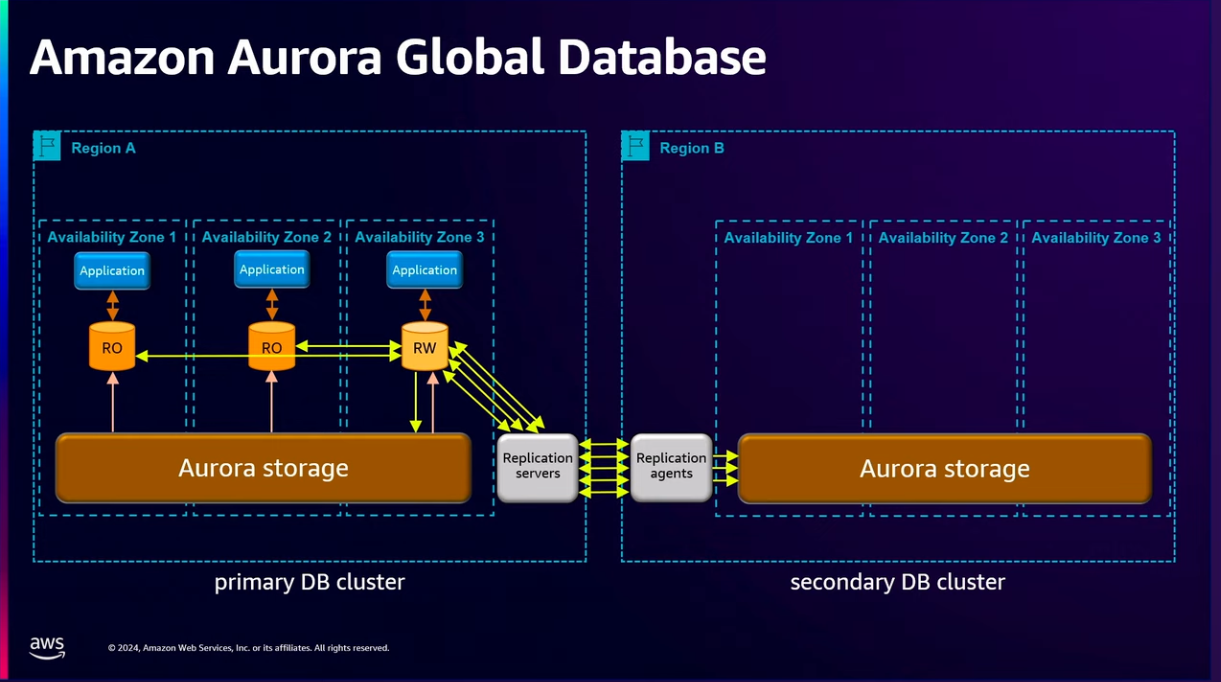 Amazon Aurora Global Database
Region A
Region B
Availability Zone 1
Availability Zone 2
Availability Zone 3
Availability Zone 1
Availability Zone 2
Availability Zone 3
Application
Application
Application
RO
RO
RW
Aurora storage
Replication
servers
Replication
agents
Aurora storage
primary DB cluster
secondary DB cluster
aws
© 2024, Amazon Web Services, Inc. or its affiliates. All rights reserved.